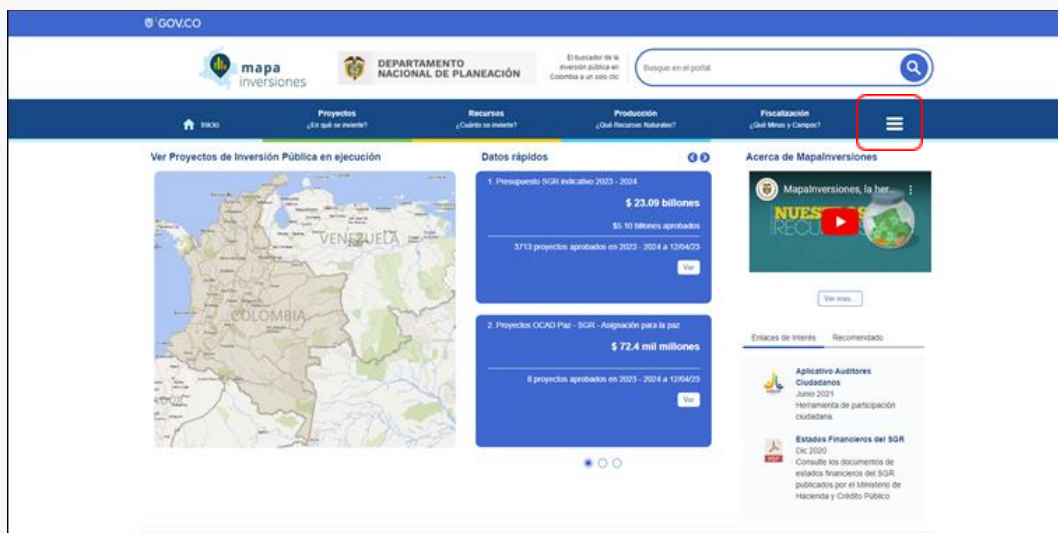 GOV.CO
mapa
inversiones
DEPARTAMENTO
NACIONAL DE PLANEACIÓN
El buscador de la
inversión pública en
Colombia a un solo clic
Busque en el portal
Inicio
Proyectos
¿En qué se invierte?
Recursos
¿Cuánto se invierte?
Producción
¿Qué Recursos Naturales?
Fiscalización
¿Qué Minas y Campos?
Ver Proyectos de Inversión Pública en ejecución
VENEZUELA
COLOMBIA
Datos rápidos
1. Presupuesto SGR indicativo 2023 - 2024
$ 23.09 billones
$5.10 billones aprobados
3713 proyectos aprobados en 2023 - 2024 a 12/04/23
Ver
2. Proyectos OCAD Paz - SGR - Asignación para la paz
$ 72.4 mil millones
8 proyectos aprobados en 2023 - 2024 a 12/04/23
Ver
Acerca de MapaInversiones
MapaInversiones, la her...
NUES
RECU
Ver mas...
Enlaces de Interés Recomendado
Aplicativo Auditores
Ciudadanos
Junio 2021
Herramienta de participación
ciudadana.
PDF
Estados Financieros del SGR
Dic 2020
Consulte los documentos de
estados financieros del SGR
publicados por el Ministerio de
Hacienda y Crédito Público